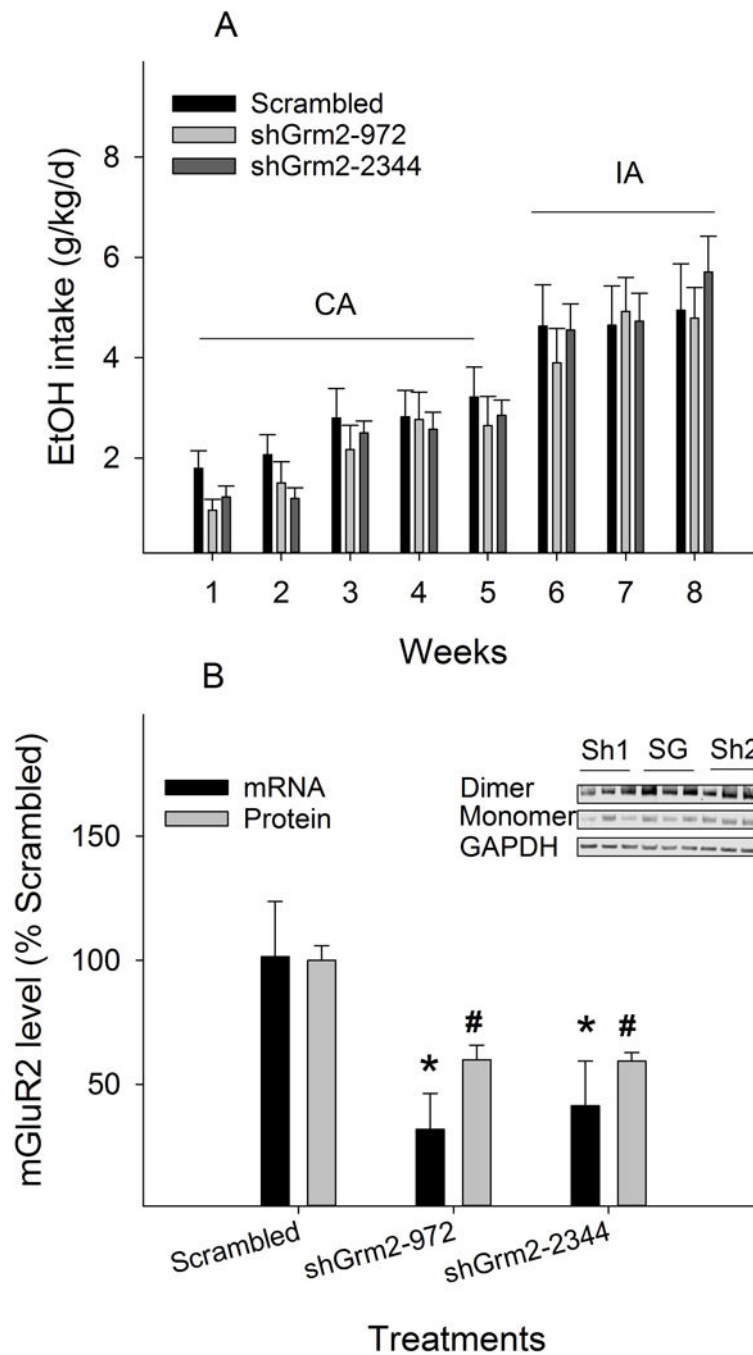 A
Scrambled
shGrm2-972
shGrm2-2344
EtOH intake (g/kg/d)
8
6
4
2
CA
IA
1 2 3 4 5 6 7 8
Weeks
B
mRNA
Protein
Sh1 SG Sh2
Dimer
Monomer
GAPDH
mGluR2 level (% Scrambled)
150
100
50
* # * #
Scrambled shGrm2-972 shGrm2-2344
Treatments